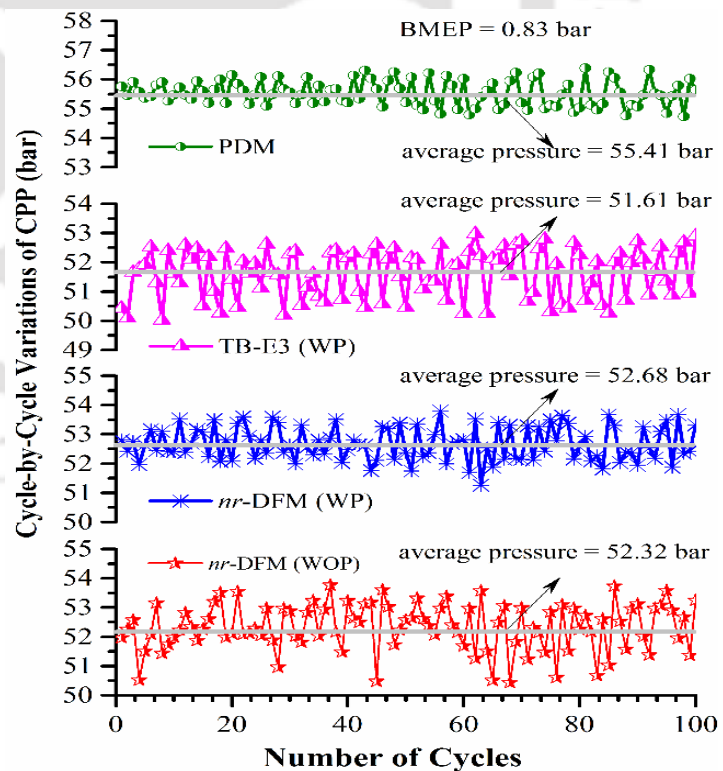 BMEP = 0.83 bar
58
57
56
55
54
53
PDM
average pressure = 55.41 bar
average pressure = 51.61 bar
54
53
52
51
50
49
TB-E3 (WP)
average pressure = 52.68 bar
55
54
53
52
51
50
nr-DFM (WP)
nr-DFM (WOP)
average pressure = 52.32 bar
55
54
53
52
51
50
0 20 40 60 80 100
Number of Cycles
Cycle-by-Cycle Variations of CPP (bar)